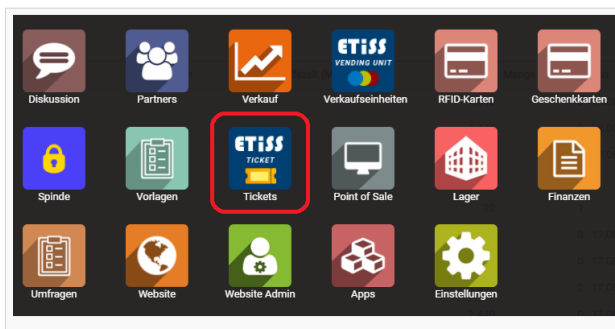 ETISS
VENDING UNIT
Diskussion
Partners
Verkauf
Verkaufseinheiten
RFID-Karten
Geschenkkarten
ETISS
TICKET
Spinde
Vorlagen
Tickets
Point of Sale
Lager
Finanzen
Umfragen
Website
Website Admin
Apps
Einstellungen